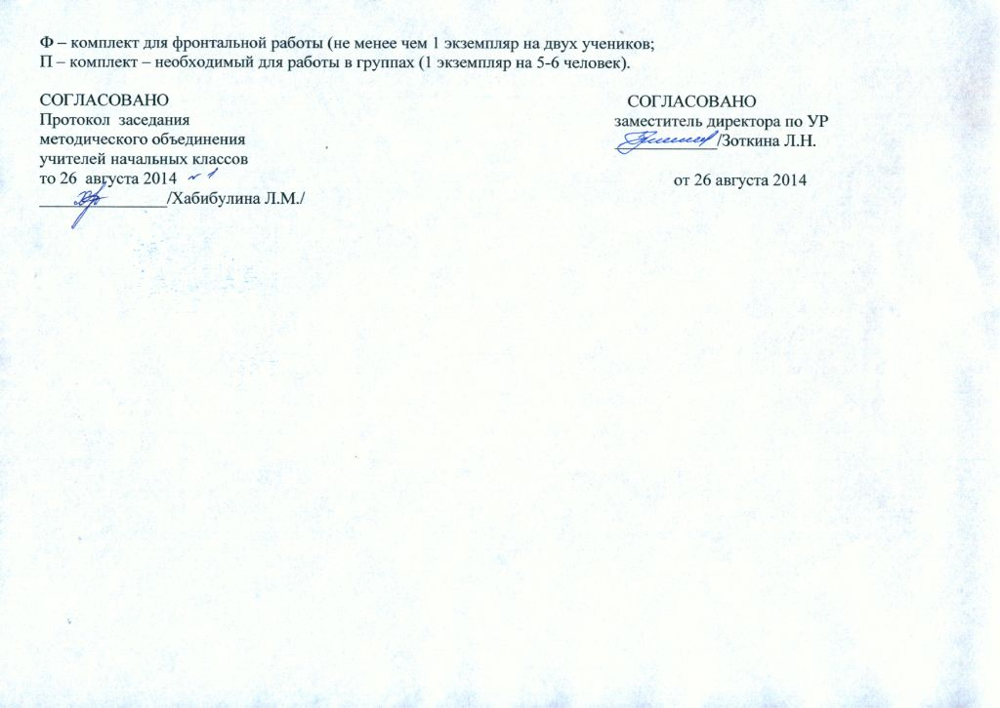 Ф – комплект для фронтальной работы (не менее чем 1 экземпляр на двух учеников;
П – комплект – необходимый для работы в группах (1 экземпляр на 5-6 человек).
СОГЛАСОВАНО
Протокол заседания
методического объединения
учителей начальных классов
то 26 августа 2014 № 1
________________/Хабибулина Л.М./
СОГЛАСОВАНО
заместитель директора по УР
_____________/Зоткина Л.Н.
от 26 августа 2014